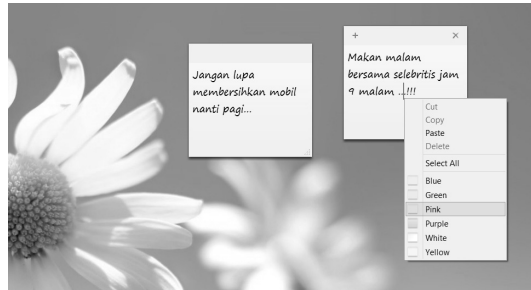 Jangan lupa
membersihkan mobil
nanti pagi...
+ ×
Makan malam
bersama selebritis jam
9 malam ...!!!
Cut
Copy
Paste
Delete
Select All
Blue
Green
Pink
Purple
White
Yellow